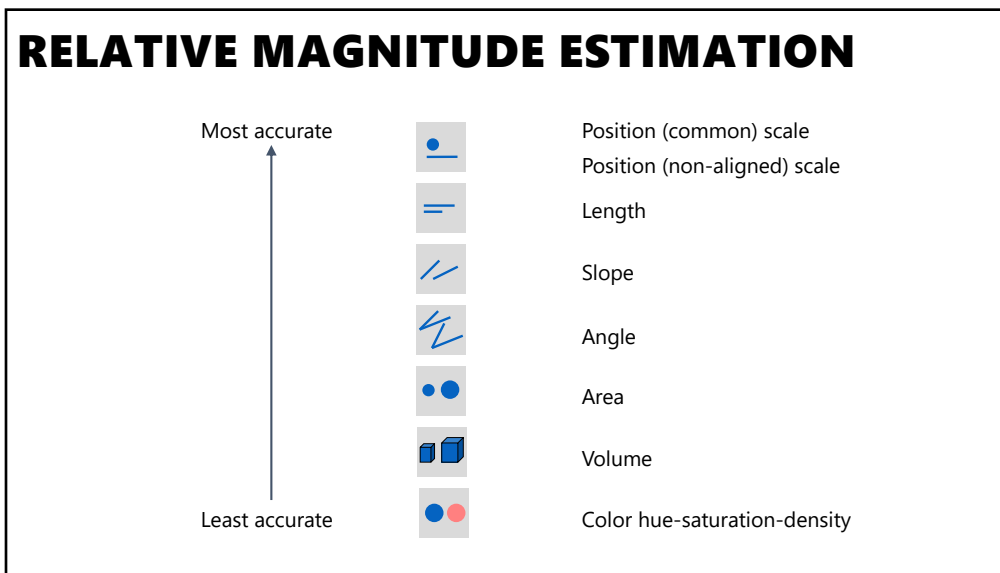 RELATIVE MAGNITUDE ESTIMATION
Most accurate
Position (common) scale
Position (non-aligned) scale
Length
Slope
Angle
Area
Volume
Least accurate
Color hue-saturation-density